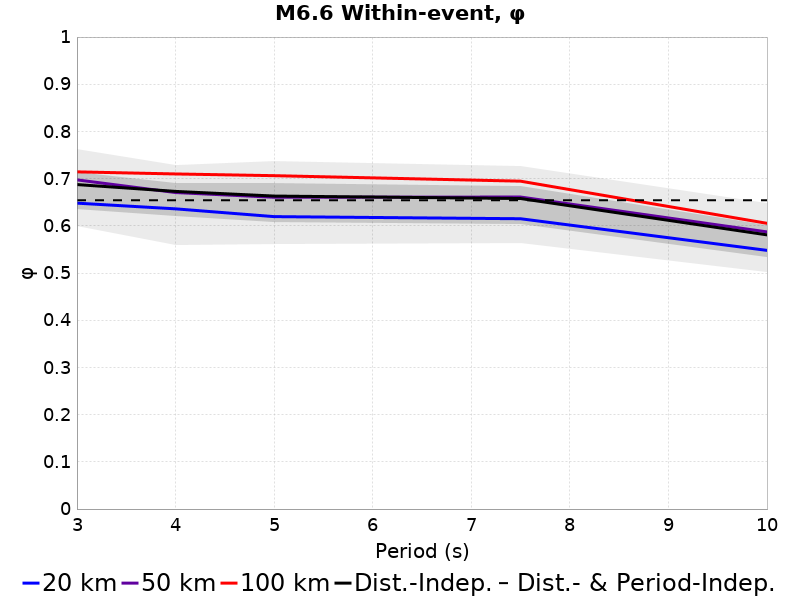 M6.6 Within-event, φ
1
0.9
0.8
0.7
0.6
0.5
0.4
0.3
0.2
0.1
0
φ
3 4 5 6 7 8 9 10
Period (s)
20 km 50 km 100 km Dist.-Indep. Dist.- & Period-Indep.